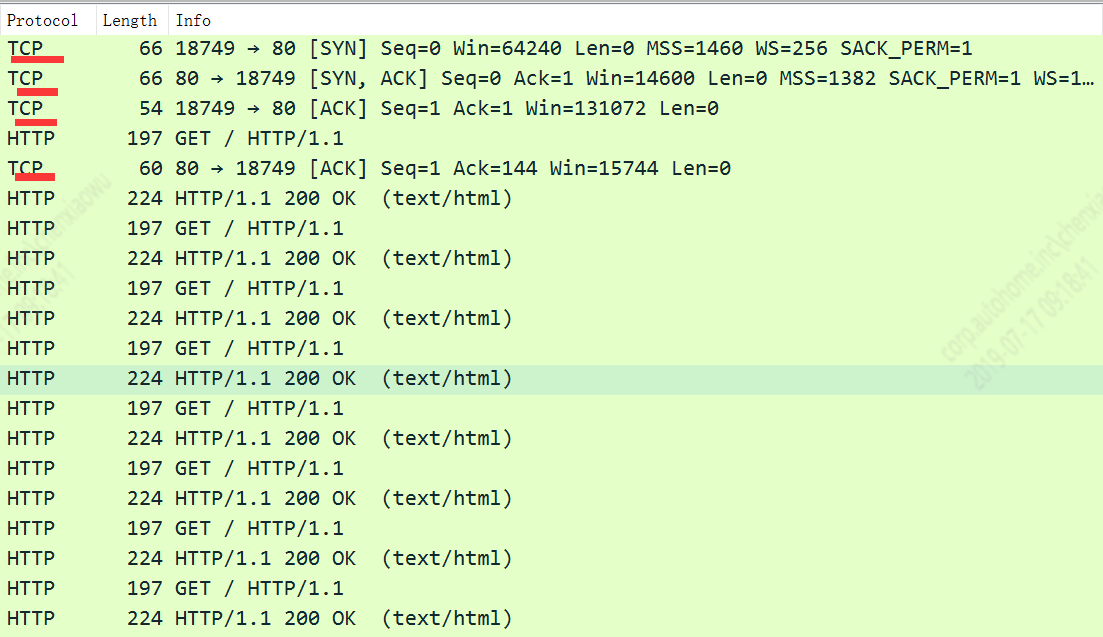 Protocol Length Info
TCP 66 18749 → 80 [SYN] Seq=0 Win=64240 Len=0 MSS=1460 WS=256 SACK_PERM=1
TCP 66 80 → 18749 [SYN, ACK] Seq=0 Ack=1 Win=14600 Len=0 MSS=1382 SACK_PERM=1 WS=1…
TCP 54 18749 → 80 [ACK] Seq=1 Ack=1 Win=131072 Len=0
HTTP 197 GET / HTTP/1.1
TCP 60 80 → 18749 [ACK] Seq=1 Ack=144 Win=15744 Len=0
HTTP 224 HTTP/1.1 200 OK (text/html)
HTTP 197 GET / HTTP/1.1
HTTP 224 HTTP/1.1 200 OK (text/html)
HTTP 197 GET / HTTP/1.1
HTTP 224 HTTP/1.1 200 OK (text/html)
HTTP 197 GET / HTTP/1.1
HTTP 224 HTTP/1.1 200 OK (text/html)
HTTP 197 GET / HTTP/1.1
HTTP 224 HTTP/1.1 200 OK (text/html)
HTTP 197 GET / HTTP/1.1
HTTP 224 HTTP/1.1 200 OK (text/html)
HTTP 197 GET / HTTP/1.1
HTTP 224 HTTP/1.1 200 OK (text/html)
HTTP 197 GET / HTTP/1.1
HTTP 224 HTTP/1.1 200 OK (text/html)
corp.autohome.inc\chenxia
2019-07-17 09:18:41